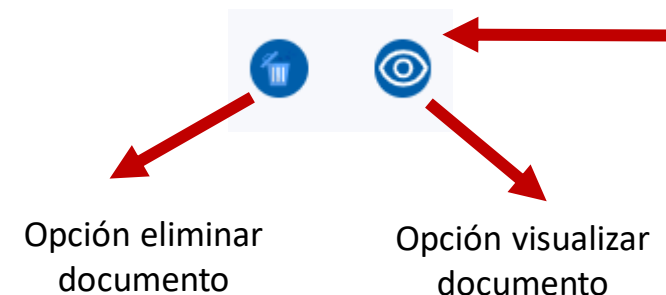 Opción eliminar
documento
Opción visualizar
documento